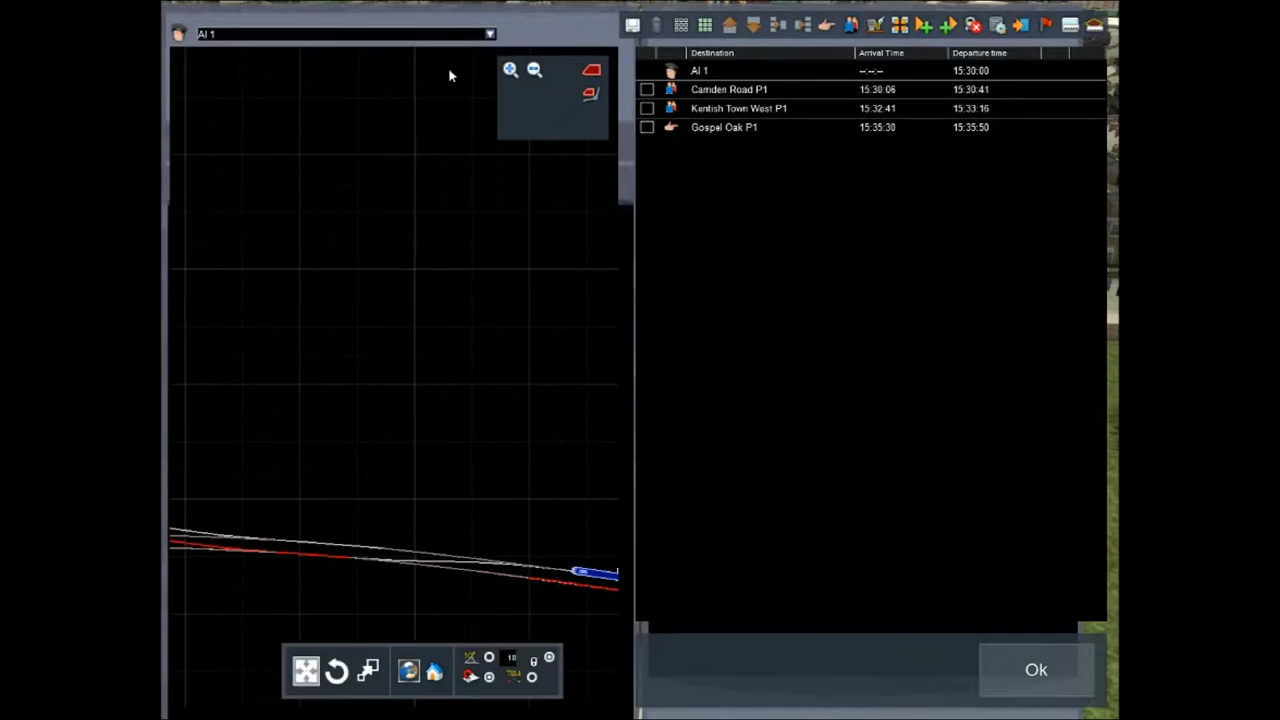 AI 1
Destination Arrival Time Departure time
AI 1 --:--:-- 15:30:00
Camden Road P1 15:30:06 15:30:41
Kentish Town West P1 15:32:41 15:33:16
Gospel Oak P1 15:35:30 15:35:50
18
Ok